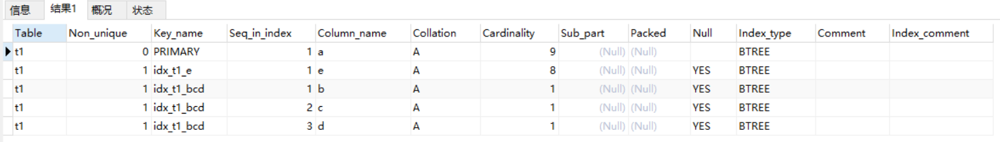 信息 结果1 概况 状态
Table Non_unique Key_name Seq_in_index Column_name Collation Cardinality Sub_part Packed Null Index_type Comment Index_comment
t1 0 PRIMARY 1 a A 9 (Null) (Null) BTREE
t1 1 idx_t1_e 1 e A 8 (Null) (Null) YES BTREE
t1 1 idx_t1_bcd 1 b A 1 (Null) (Null) YES BTREE
t1 1 idx_t1_bcd 2 c A 1 (Null) (Null) YES BTREE
t1 1 idx_t1_bcd 3 d A 1 (Null) (Null) YES BTREE